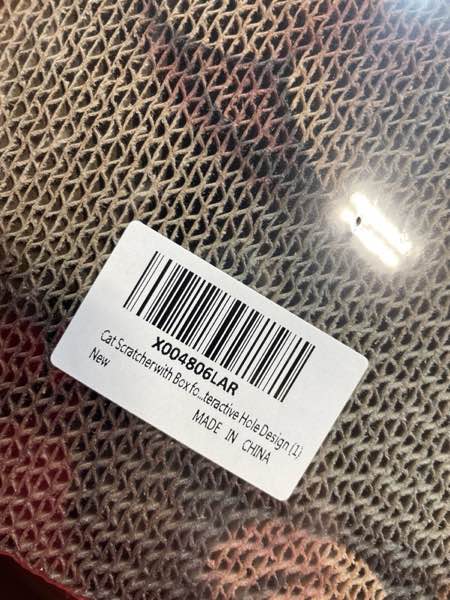 X004806LAR
Cat Scratcher with Box fo...teractive Hole Design (1)
New
MADE IN CHINA